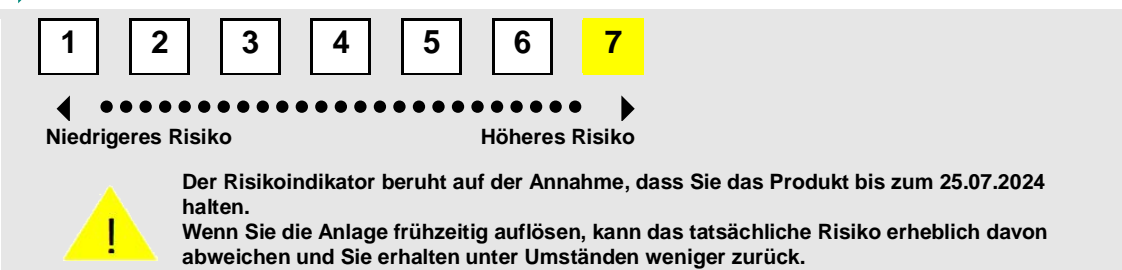 1 2 3 4 5 6 7
Niedrigeres Risiko Höheres Risiko
Der Risikoindikator beruht auf der Annahme, dass Sie das Produkt bis zum 25.07.2024
halten.
! Wenn Sie die Anlage frühzeitig auflösen, kann das tatsächliche Risiko erheblich davon
abweichen und Sie erhalten unter Umständen weniger zurück.